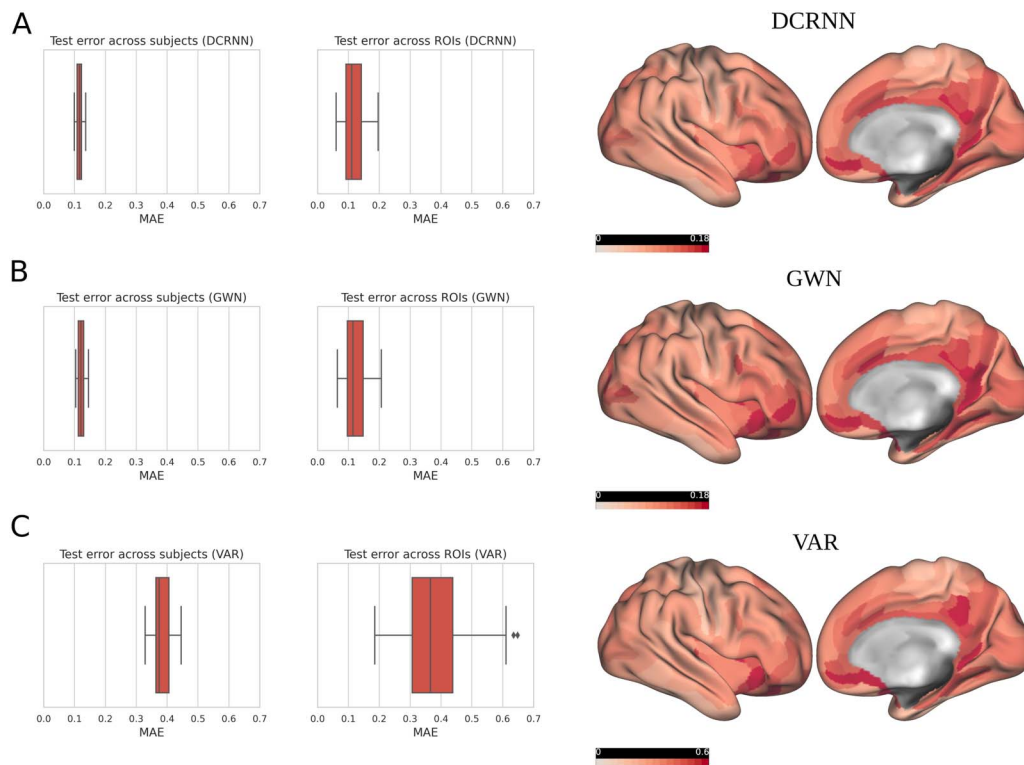 A
Test error across subjects (DCRNN)
0.0 0.1 0.2 0.3 0.4 0.5 0.6 0.7
MAE
Test error across ROIs (DCRNN)
0.0 0.1 0.2 0.3 0.4 0.5 0.6 0.7
MAE
DCRNN
0 0.18
B
Test error across subjects (GWN)
0.0 0.1 0.2 0.3 0.4 0.5 0.6 0.7
MAE
Test error across ROIs (GWN)
0.0 0.1 0.2 0.3 0.4 0.5 0.6 0.7
MAE
GWN
0 0.18
C
Test error across subjects (VAR)
0.0 0.1 0.2 0.3 0.4 0.5 0.6 0.7
MAE
Test error across ROIs (VAR)
0.0 0.1 0.2 0.3 0.4 0.5 0.6 0.7
MAE
VAR
0 0.6